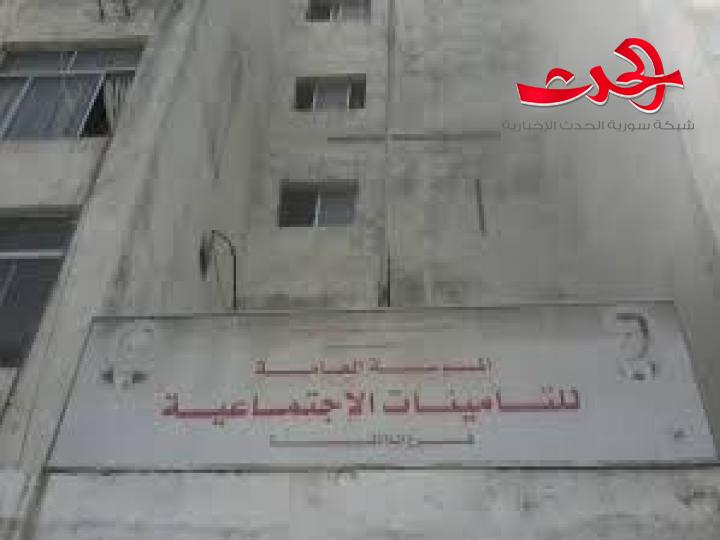 الحدث
شبكة سورية الحدث الإخبارية
المؤسسة العامة
للتأمينات الاجتماعية